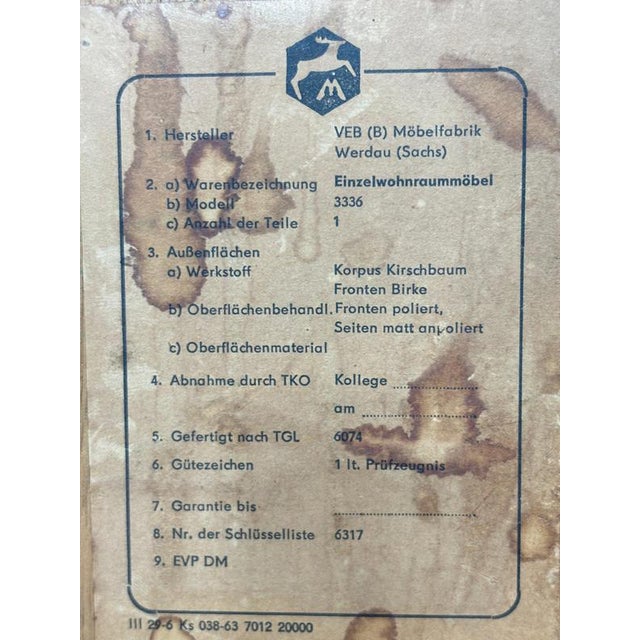 M
1. Hersteller VEB (B) Möbelfabrik
Werdau (Sachs)
2. a) Warenbezeichnung Einzelwohnraummöbel
b) Modell 3336
c) Anzahl der Teile 1
3. Außenflächen
a) Werkstoff Korpus Kirschbaum
Fronten Birke
b) Oberflächenbehandl. Fronten poliert,
Seiten matt anpoliert
c) Oberflächenmaterial
4. Abnahme durch TKO Kollege
am
5. Gefertigt nach TGL 6074
6. Gütezeichen 1 lt. Prüfzeugnis
7. Garantie bis
8. Nr. der Schlüsselliste 6317
9. EVP DM
III 29-6 Ks 038-63 7012 20000